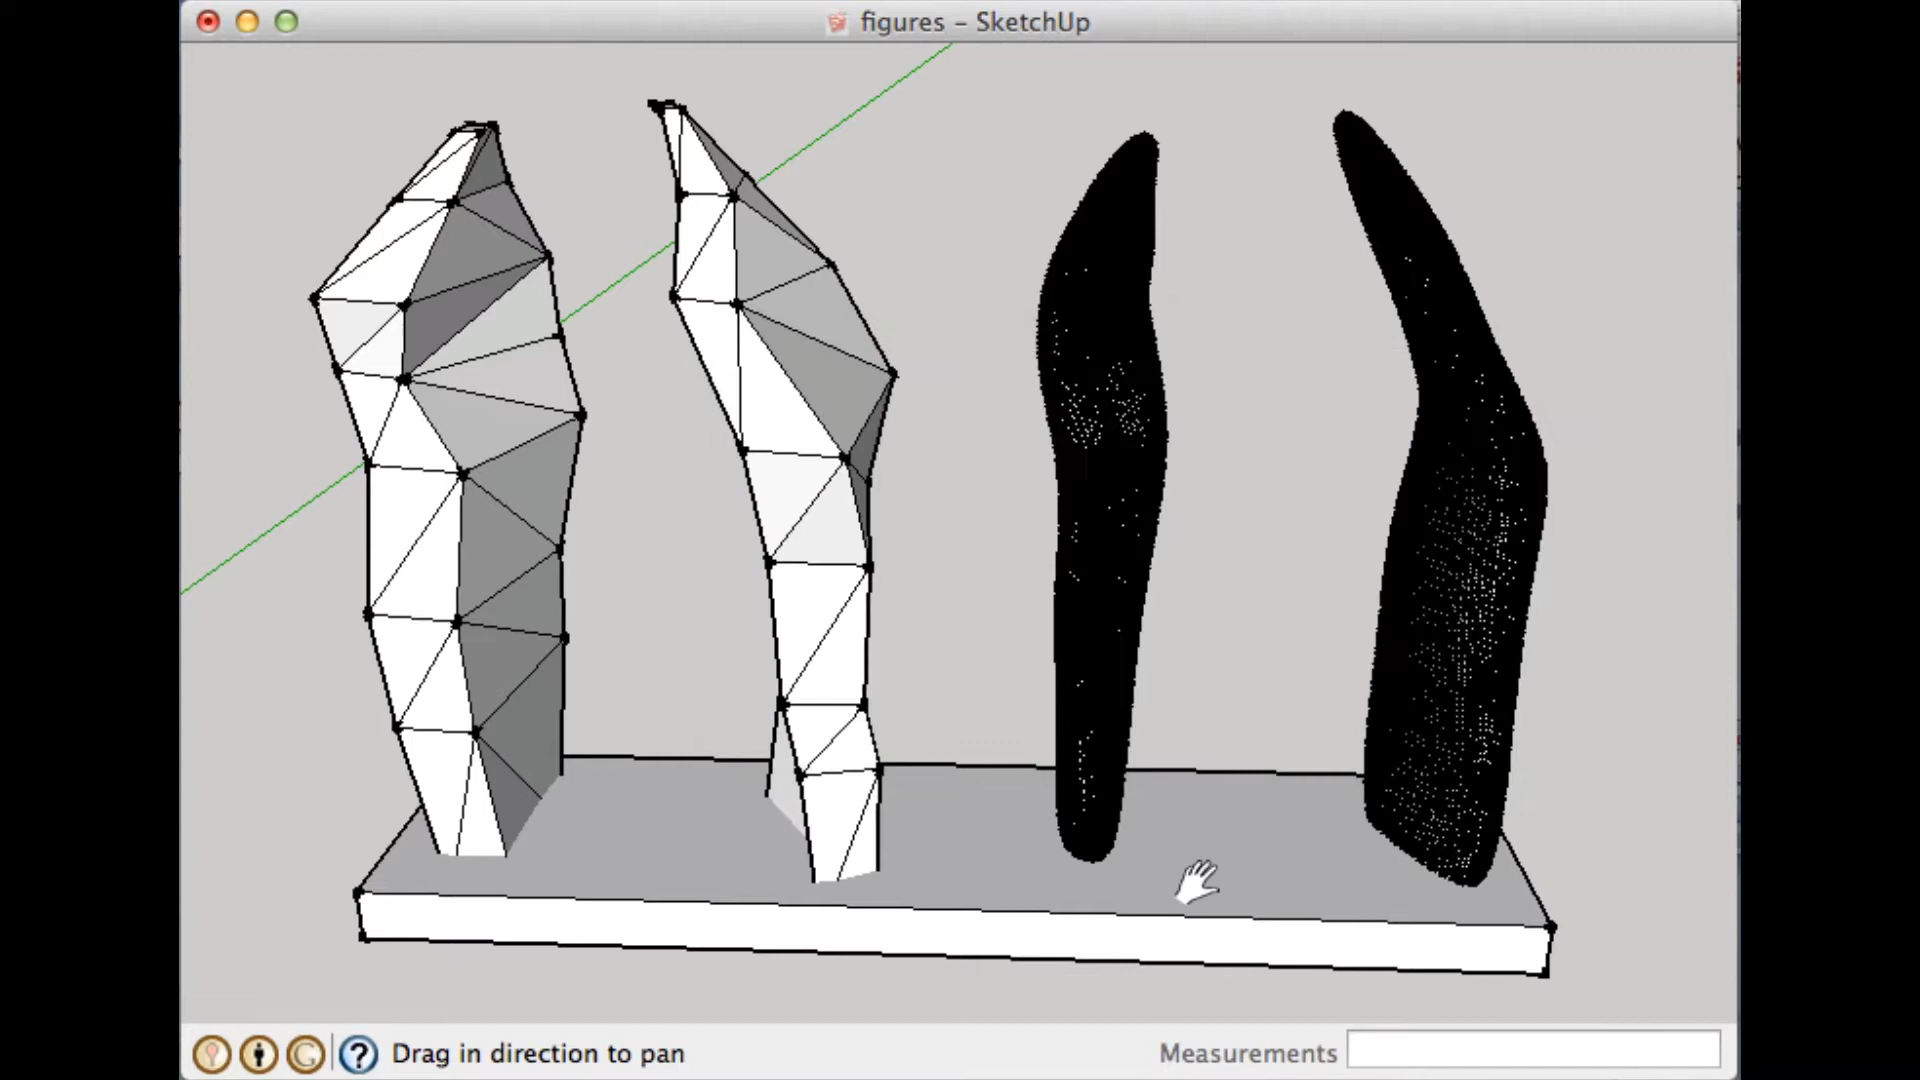 figures – SketchUp
Drag in direction to pan
Measurements